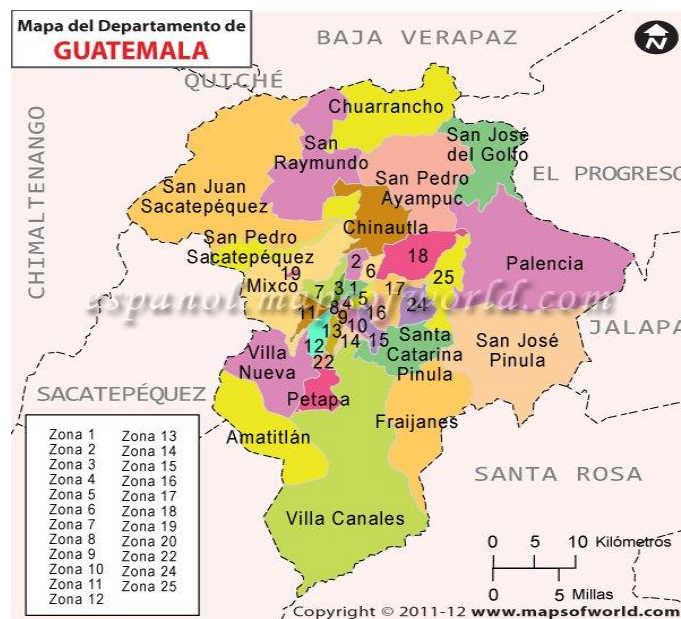 Mapa del Departamento de
GUATEMALA
BAJA VERAPAZ
N
QUICHÉ
CHIMALTENANGO
Chuarrancho
San José
del Golfo
San
Raymundo
EL PROGRESO
San Pedro
Ayampuc
San Juan
Sacatepéquez
Chinautla
San Pedro
Sacatepéquez
18
2
6
25
Palencia
19
Mixco
7
3
1
5
17
24
espanol.mapsofworld.com
8
4
9
16
11
10
13
JALAPA
12
14
15
Santa
Catarina
Pinula
San José
Pinula
Villa
Nueva
22
SACATEPÉQUEZ
Petapa
Fraijanes
Amatitlán
SANTA ROSA
Villa Canales
Zona 1
Zona 2
Zona 3
Zona 4
Zona 5
Zona 6
Zona 7
Zona 8
Zona 9
Zona 10
Zona 11
Zona 12
Zona 13
Zona 14
Zona 15
Zona 16
Zona 17
Zona 18
Zona 19
Zona 20
Zona 22
Zona 24
Zona 25
0 5 10 Kilómetros
0 5 Millas
Copyright © 2011-12 www.mapsofworld.com